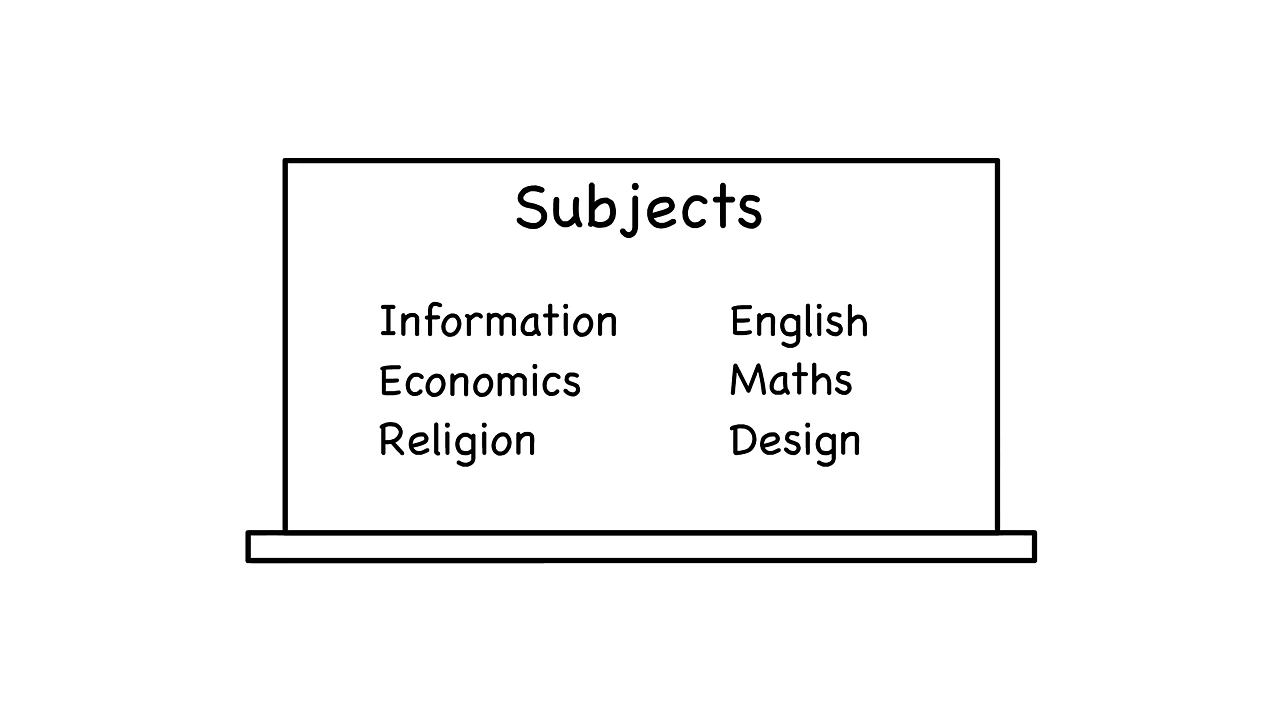 Subjects
Information
Economics
Religion
English
Maths
Design